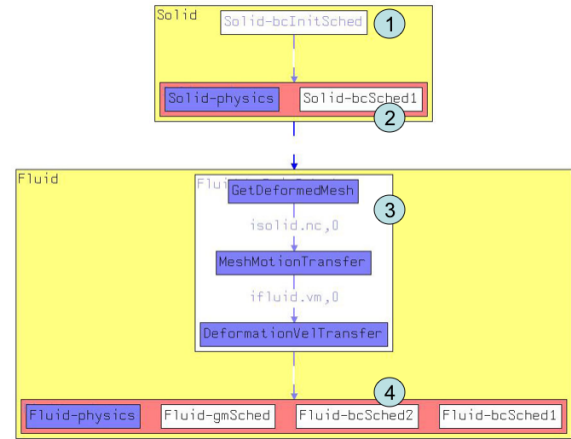 Solid
Solid-bcInitSched
1
Solid-physics
Solid-bcSched1
2
Fluid
GetDeformedMesh
3
isolid.nc,0
MeshMotionTransfer
ifluid.vm,0
DeformationVelTransfer
4
Fluid-physics
Fluid-gmSched
Fluid-bcSched2
Fluid-bcSched1